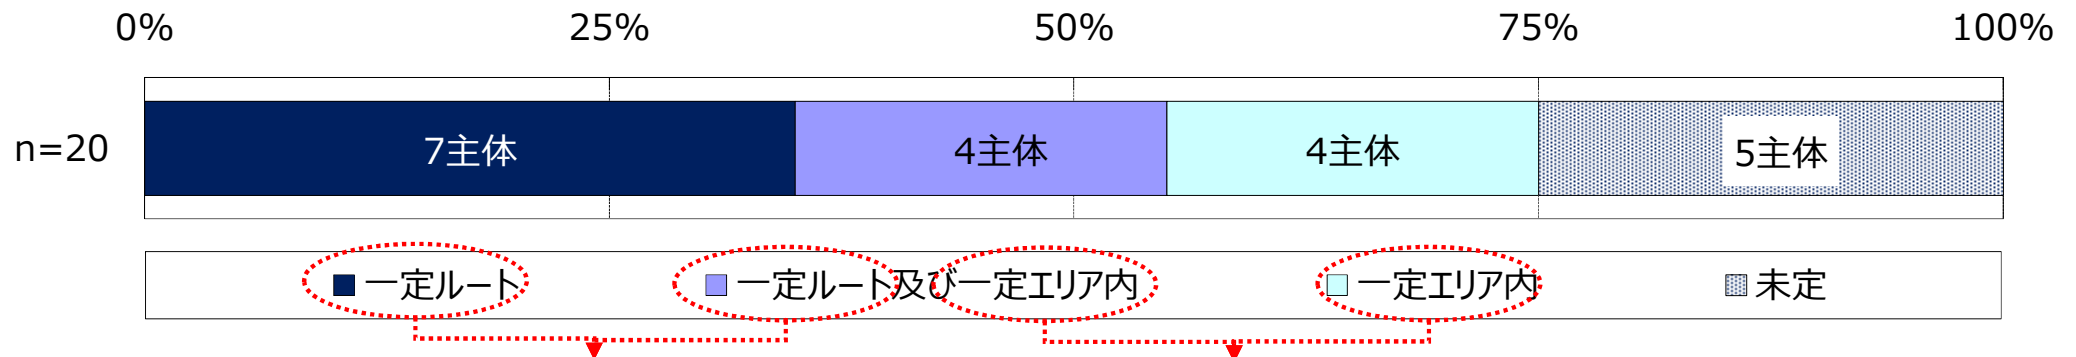 0% 25% 50% 75% 100%
n=20 7主体 4主体 4主体 5主体
一定ルート 一定ルート及び一定エリア内 一定エリア内 未定